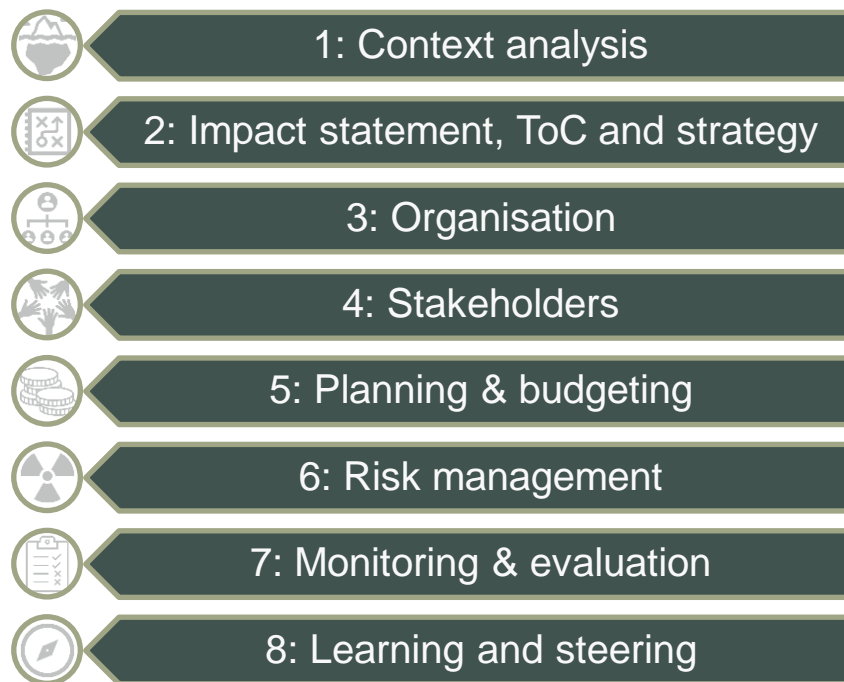 1: Context analysis
2: Impact statement, ToC and strategy
3: Organisation
4: Stakeholders
5: Planning & budgeting
6: Risk management
7: Monitoring & evaluation
8: Learning and steering